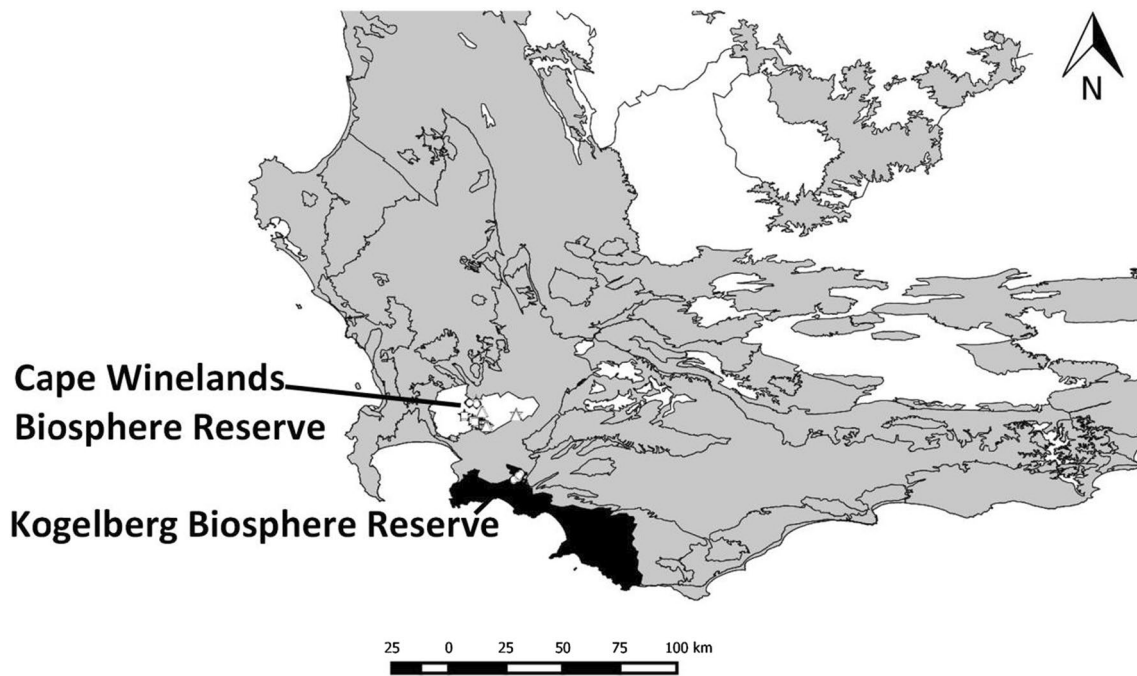 N
Cape Winelands
Biosphere Reserve
Kogelberg Biosphere Reserve
25 0 25 50 75 100 km